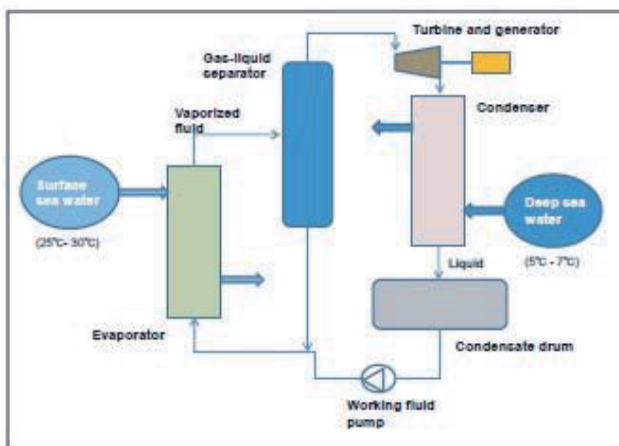 Turbine and generator
Gas-liquid
separator
Condenser
Vaporized
fluid
Surface
sea water
(25°C- 30°C)
Deep sea
water
(5°C - 7°C)
Liquid
Evaporator
Condensate drum
Working fluid
pump